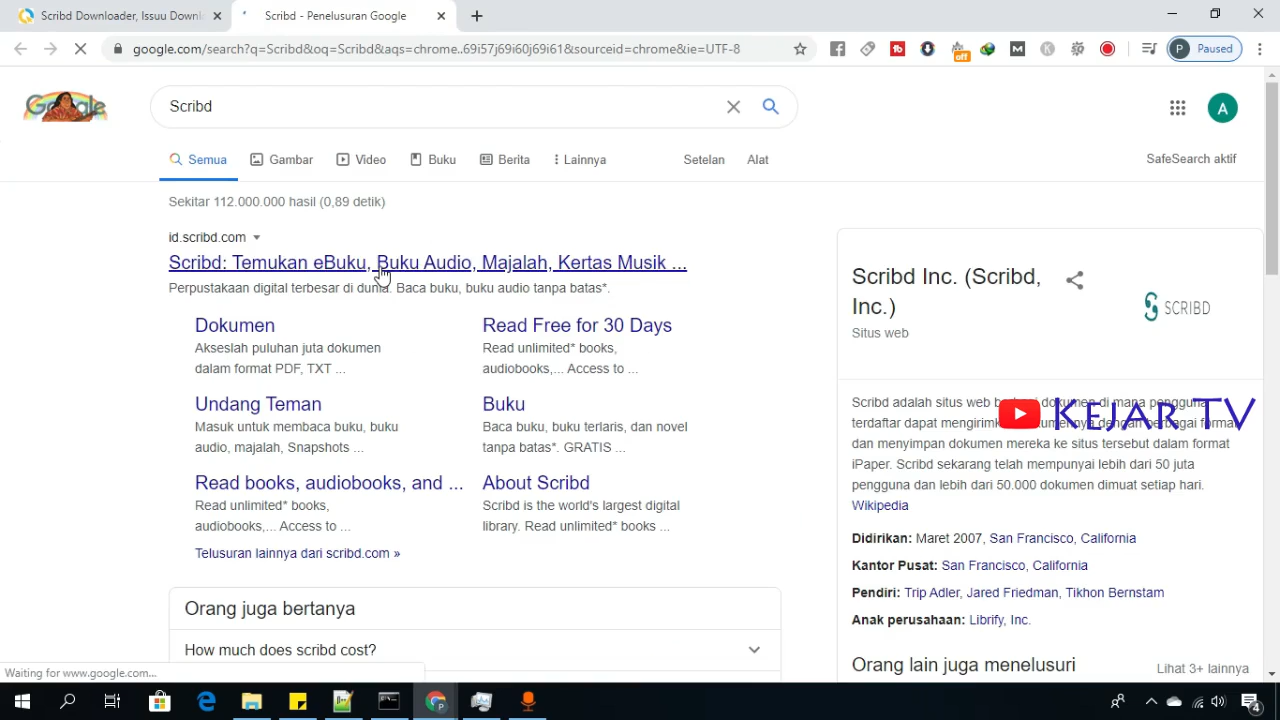 Scribd Downloader, Issuu Downl
Scribd - Penelusuran Google
google.com/search?q=Scribd&oq=Scribd&aqs=chrome..69i57j69i60j69i61&sourceid=chrome&ie=UTF-8
off
M
K
P Paused
Google
Scribd
A
Semua
Gambar
Video
Buku
Berita
Lainnya
Setelan
Alat
SafeSearch aktif
Sekitar 112.000.000 hasil (0,89 detik)
id.scribd.com
Scribd: Temukan eBuku, Buku Audio, Majalah, Kertas Musik ...
Perpustakaan digital terbesar di dunia. Baca buku, buku audio tanpa batas*.
Dokumen
Akseslah puluhan juta dokumen
dalam format PDF, TXT ...
Read Free for 30 Days
Read unlimited* books,
audiobooks,... Access to ...
Undang Teman
Masuk untuk membaca buku, buku
audio, majalah, Snapshots ...
Buku
Baca buku, buku terlaris, dan novel
tanpa batas*. GRATIS ...
Read books, audiobooks, and ...
Read unlimited* books,
audiobooks,... Access to ...
About Scribd
Scribd is the world's largest digital
library. Read unlimited* books ...
Telusuran lainnya dari scribd.com »
Orang juga bertanya
How much does scribd cost?
Waiting for www.google.com...
Scribd Inc. (Scribd,
Inc.)
Situs web
SCRIBD
Scribd adalah situs web dokumen di mana pengguna
terdaftar dapat mengirim dengan berbagai format
dan menyimpan dokumen mereka ke situs tersebut dalam format
iPaper. Scribd sekarang telah mempunyai lebih dari 50 juta
pengguna dan lebih dari 50.000 dokumen dimuat setiap hari.
Wikipedia
KEJAR TV
Didirikan: Maret 2007, San Francisco, California
Kantor Pusat: San Francisco, California
Pendiri: Trip Adler, Jared Friedman, Tikhon Bernstam
Anak perusahaan: Librify, Inc.
Orang lain juga menelusuri
Lihat 3+ lainnya
4